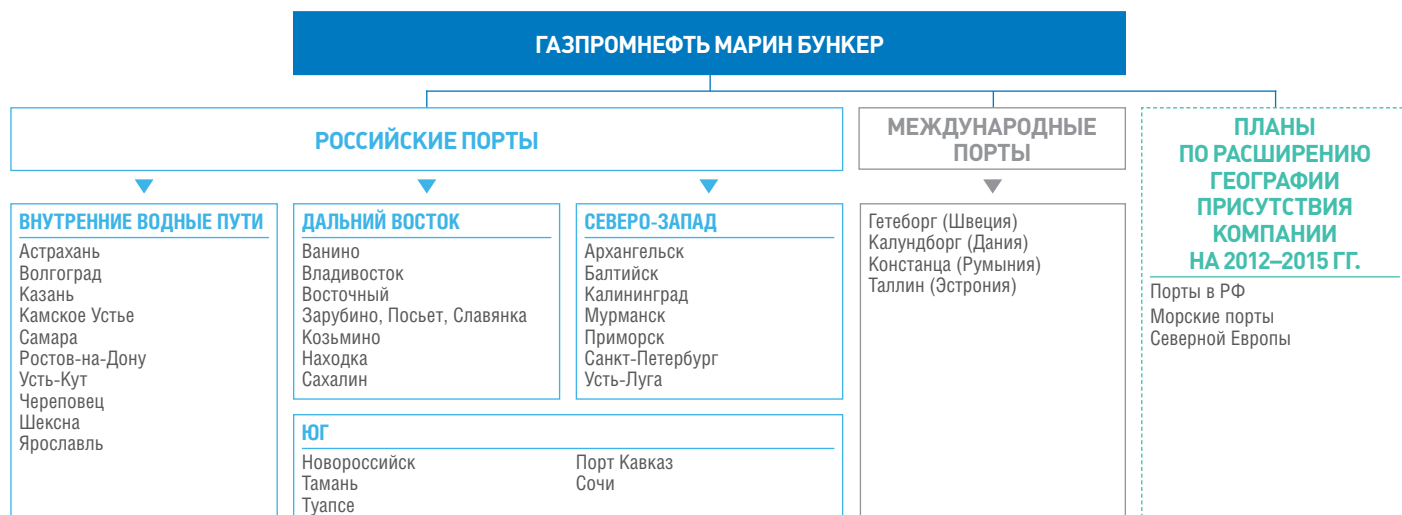 ГАЗПРОМНЕФТЬ МАРИН БУНКЕР
РОССИЙСКИЕ ПОРТЫ
ВНУТРЕННИЕ ВОДНЫЕ ПУТИ
Астрахань
Волгоград
Казань
Камское Устье
Самара
Ростов-на-Дону
Усть-Кут
Череповец
Шексна
Ярославль
ДАЛЬНИЙ ВОСТОК
Ванино
Владивосток
Восточный
Зарубино, Посьет, Славянка
Козьмино
Находка
Сахалин
СЕВЕРО-ЗАПАД
Архангельск
Балтийск
Калининград
Мурманск
Приморск
Санкт-Петербург
Усть-Луга
ЮГ
Новороссийск
Тамань
Туапсе
Порт Кавказ
Сочи
МЕЖДУНАРОДНЫЕ
ПОРТЫ
Гетеборг (Швеция)
Калундборг (Дания)
Констанца (Румыния)
Таллин (Эстрония)
ПЛАНЫ
ПО РАСШИРЕНИЮ
ГЕОГРАФИИ
ПРИСУТСТВИЯ
КОМПАНИИ
НА 2012–2015 ГГ.
Порты в РФ
Морские порты
Северной Европы